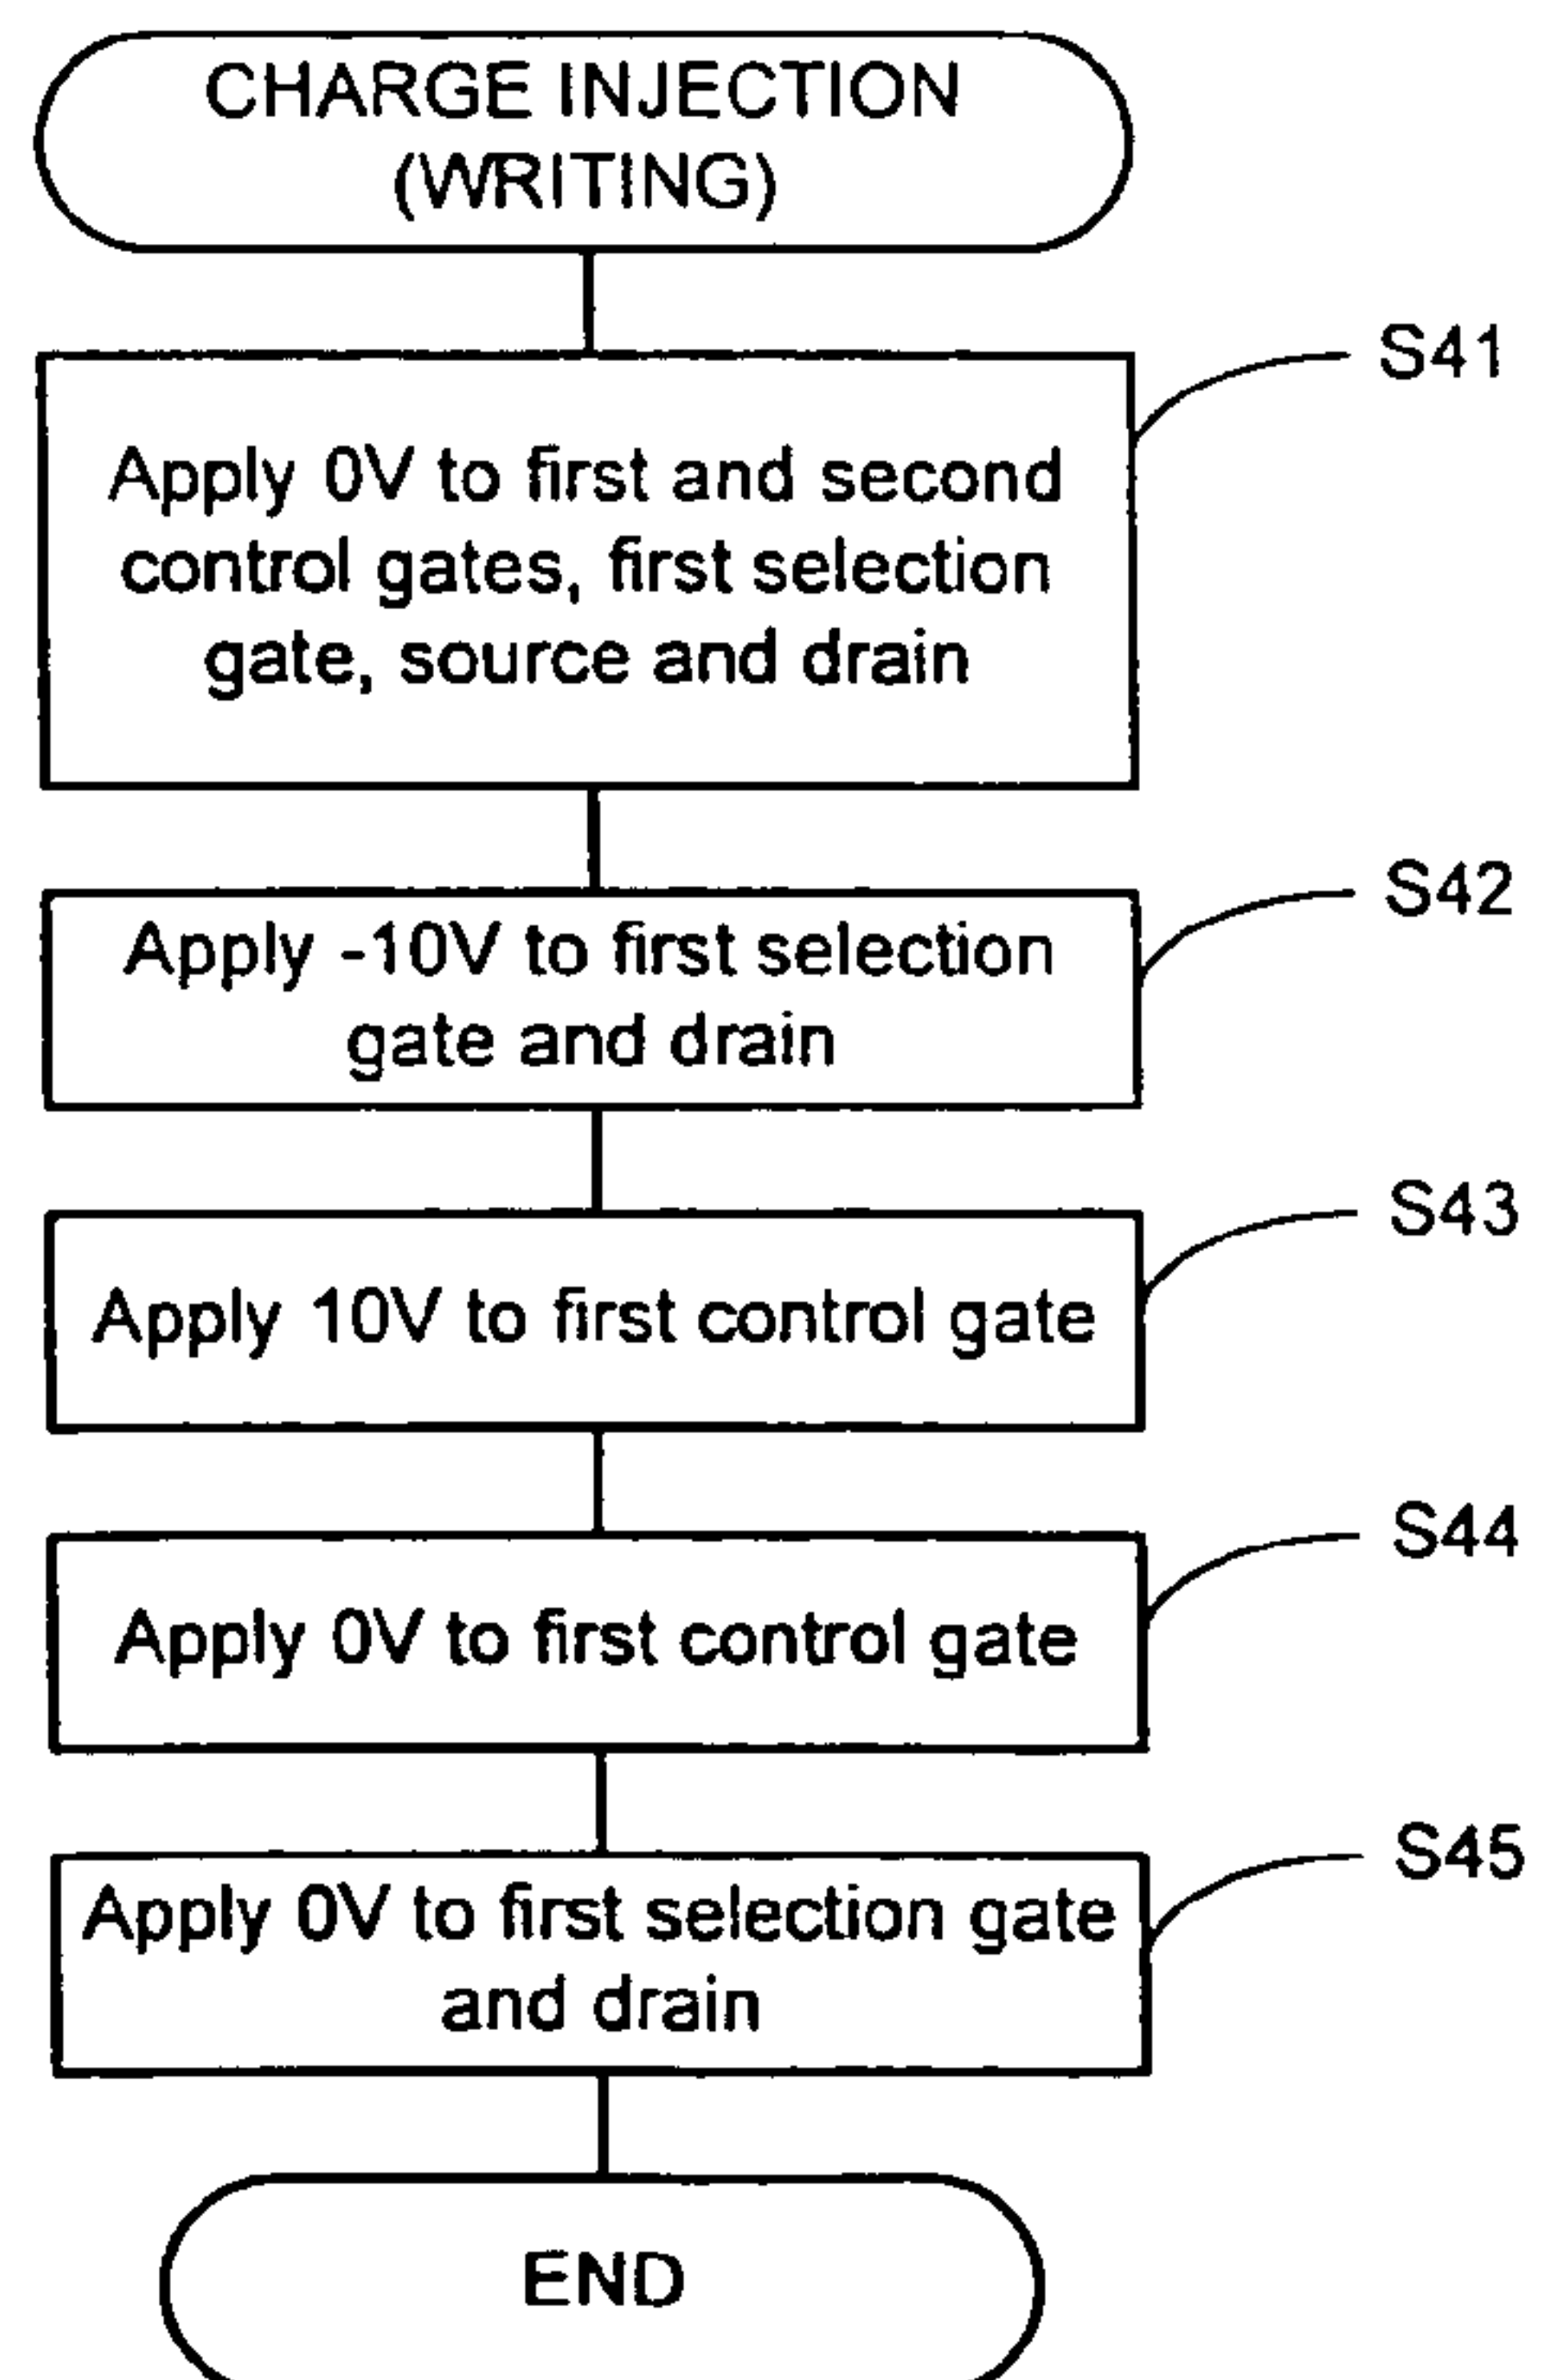 CHARGE INJECTION
(WRITING)
S41
Apply 0V to first and second
control gates, first selection
gate, source and drain
S42
Apply -10V to first selection
gate and drain
S43
Apply 10V to first control gate
S44
Apply 0V to first control gate
S45
Apply 0V to first selection gate
and drain
END